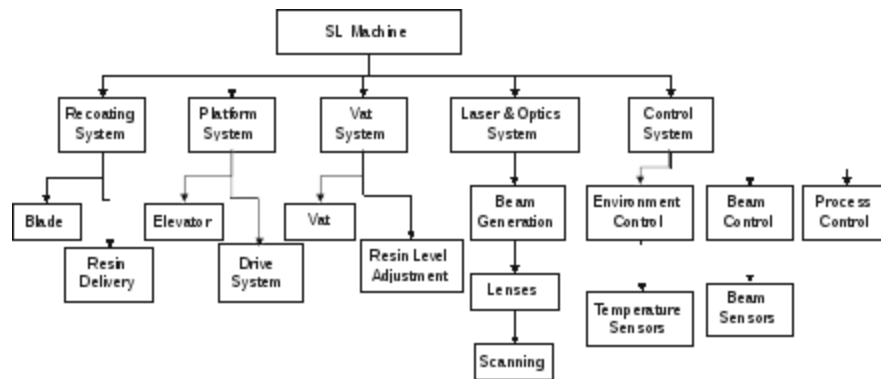 SL Machine
Recoating
System
Platform
System
Vat
System
Laser & Optics
System
Control
System
Blade
Resin
Delivery
Elevator
Drive
System
Vat
Resin Level
Adjustment
Beam
Generation
Lenses
Scanning
Environment
Control
Temperature
Sensors
Beam
Control
Beam
Sensors
Process
Control